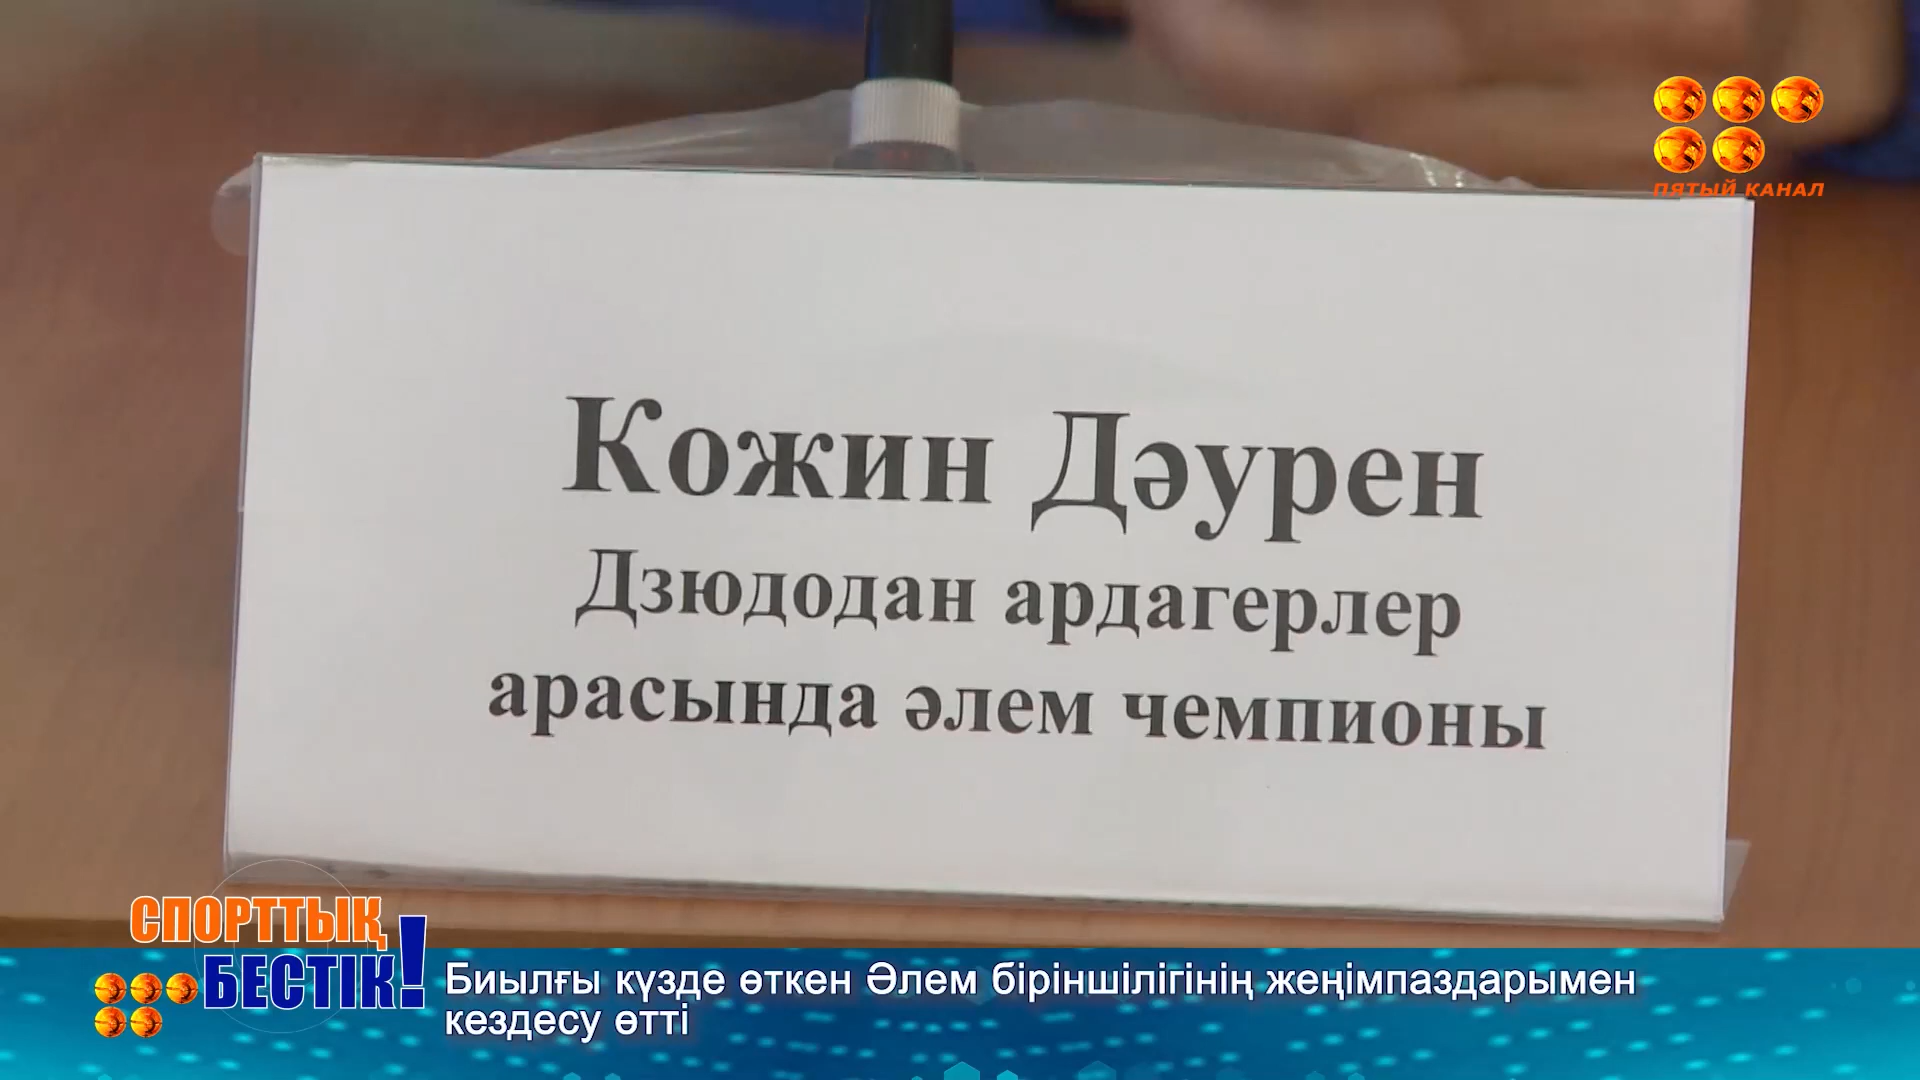 ПЯТЫЙ КАНАЛ
Кожин Дәурен
Дзюдодан ардагерлер
арасында әлем чемпионы
СПОРТТЫҚ
БЕСТІК!
Биылғы күзде өткен Әлем біріншілігінің жеңімпаздарымен
кездесу өтті